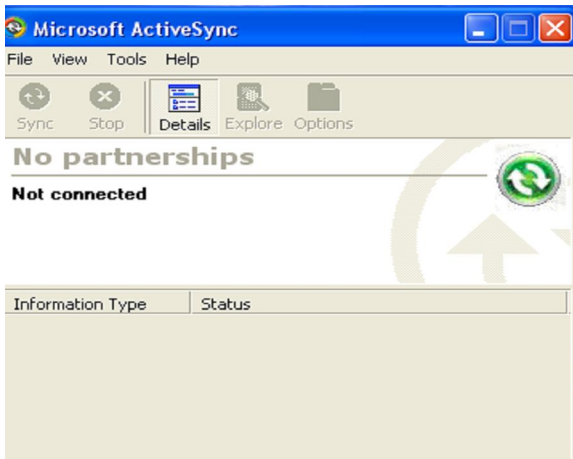 Microsoft ActiveSync
File View Tools Help
Sync Stop Details Explore Options
No partnerships
Not connected
Information Type Status